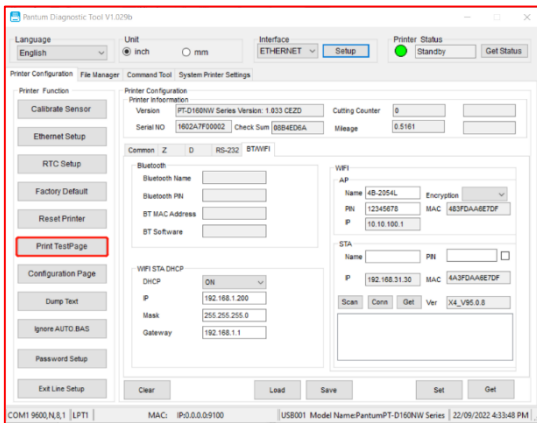 Pantum Diagnostic Tool V1.029b
Language
English
Unit
inch
mm
Interface
ETHERNET
Setup
Printer Status
Standby
Get Status
Printer Configuration File Manager Command Tool System Printer Settings
Printer Function
Calibrate Sensor
Ethernet Setup
RTC Setup
Factory Default
Reset Printer
Print TestPage
Configuration Page
Dump Text
Ignore AUTO.BAS
Password Setup
Exit Line Setup
Printer Configuration
Printer Infoormation
Version PT-D160NW Series Version: 1.033 CEZD Cutting Counter 0
Serial NO 1602A7F00002 Check Sum 08B4ED6A Mileage 0.5161
Common Z D RS-232 BT/WIFI
Bluetooth
Bluetooth Name
Bluetooth PIN
BT MAC Address
BT Software
WIFI STA DHCP
DHCP ON
IP 192.168.1.200
Mask 255.255.255.0
Gateway 192.168.1.1
WIFI
AP
Name 4B-2054L Encryption
PIN 12345678 MAC 483FDAA6E7DF
IP 10.10.100.1
STA
Name PIN
IP 192.168.31.30 MAC 4A3FDAA6E7DF
Scan Conn Get Ver X4_V95.0.8
Clear Load Save Set Get
COM1 9600,N,8,1 LPT1 MAC: IP:0.0.0.0:9100 USB001 Model Name:PantumPT-D160NW Series 22/09/2022 4:33:48 PM